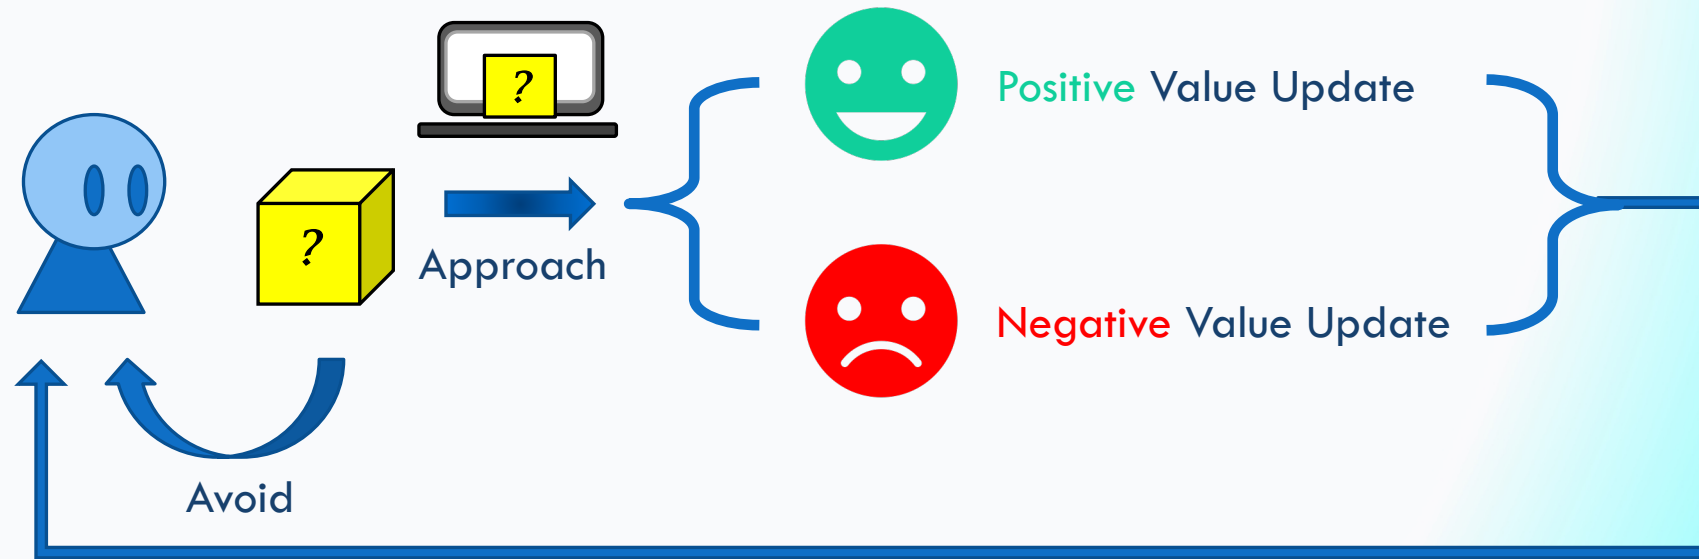 ?
Positive Value Update
?
Approach
Negative Value Update
Avoid